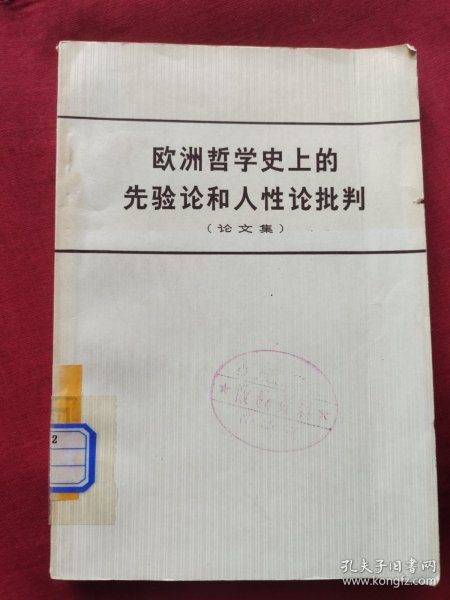 欧洲哲学史上的
先验论和人性论批判
（论文集）
2
孔夫子旧书网
www.kongfz.com